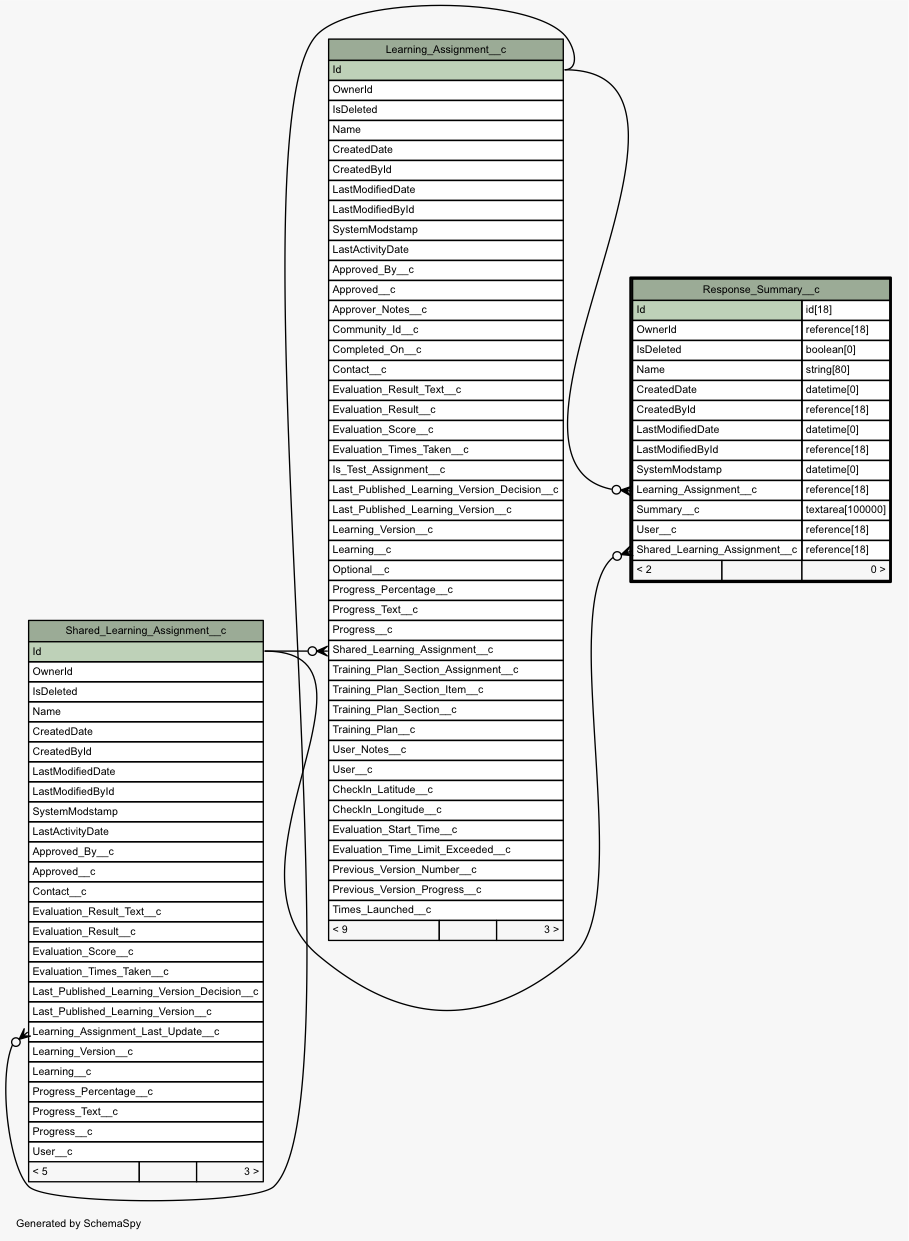 Learning_Assignment__c
Id
OwnerId
IsDeleted
Name
CreatedDate
CreatedById
LastModifiedDate
LastModifiedById
SystemModstamp
LastActivityDate
Approved_By__c
Approved__c
Approver_Notes__c
Community_Id__c
Completed_On__c
Contact__c
Evaluation_Result_Text__c
Evaluation_Result__c
Evaluation_Score__c
Evaluation_Times_Taken__c
Is_Test_Assignment__c
Last_Published_Learning_Version_Decision__c
Last_Published_Learning_Version__c
Learning_Version__c
Learning__c
Optional__c
Progress_Percentage__c
Progress_Text__c
Progress__c
Shared_Learning_Assignment__c
Training_Plan_Section_Assignment__c
Training_Plan_Section_Item__c
Training_Plan_Section__c
Training_Plan__c
User_Notes__c
User__c
CheckIn_Latitude__c
CheckIn_Longitude__c
Evaluation_Start_Time__c
Evaluation_Time_Limit_Exceeded__c
Previous_Version_Number__c
Previous_Version_Progress__c
Times_Launched__c
< 9 3 >
Response_Summary__c
Id id[18]
OwnerId reference[18]
IsDeleted boolean[0]
Name string[80]
CreatedDate datetime[0]
CreatedById reference[18]
LastModifiedDate datetime[0]
LastModifiedById reference[18]
SystemModstamp datetime[0]
Learning_Assignment__c reference[18]
Summary__c textarea[100000]
User__c reference[18]
Shared_Learning_Assignment__c reference[18]
< 2 0 >
Shared_Learning_Assignment__c
Id
OwnerId
IsDeleted
Name
CreatedDate
CreatedById
LastModifiedDate
LastModifiedById
SystemModstamp
LastActivityDate
Approved_By__c
Approved__c
Contact__c
Evaluation_Result_Text__c
Evaluation_Result__c
Evaluation_Score__c
Evaluation_Times_Taken__c
Last_Published_Learning_Version_Decision__c
Last_Published_Learning_Version__c
Learning_Assignment_Last_Update__c
Learning_Version__c
Learning__c
Progress_Percentage__c
Progress_Text__c
Progress__c
User__c
< 5 3 >
Generated by SchemaSpy